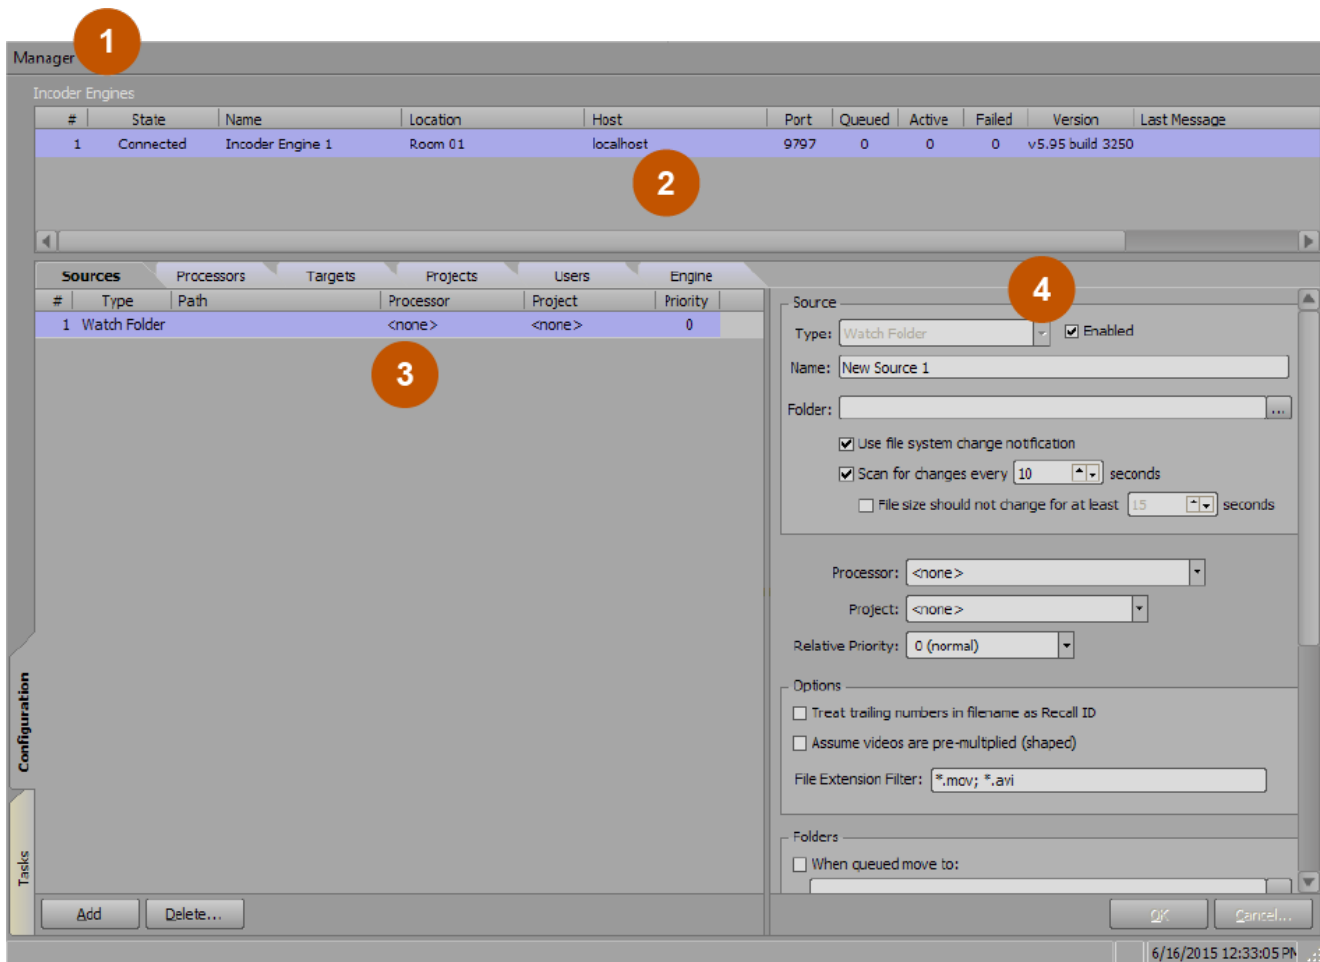 1
Manager
Incoder Engines
# State Name Location Host Port Queued Active Failed Version Last Message
1 Connected Incoder Engine 1 Room 01 localhost 9797 0 0 0 v5.95 build 3250
2
Sources Processors Targets Projects Users Engine
# Type Path Processor Project Priority
1 Watch Folder <none> <none> 0
3
4
Source
Type: Watch Folder Enabled
Name: New Source 1
Folder: ...
Use file system change notification
Scan for changes every 10 seconds
File size should not change for at least 15 seconds
Processor: <none>
Project: <none>
Relative Priority: 0 (normal)
Options
Treat trailing numbers in filename as Recall ID
Assume videos are pre-multiplied (shaped)
File Extension Filter: *.mov; *.avi
Folders
When queued move to:
Configuration
Tasks
Add Delete... OK Cancel...
6/16/2015 12:33:05 PM